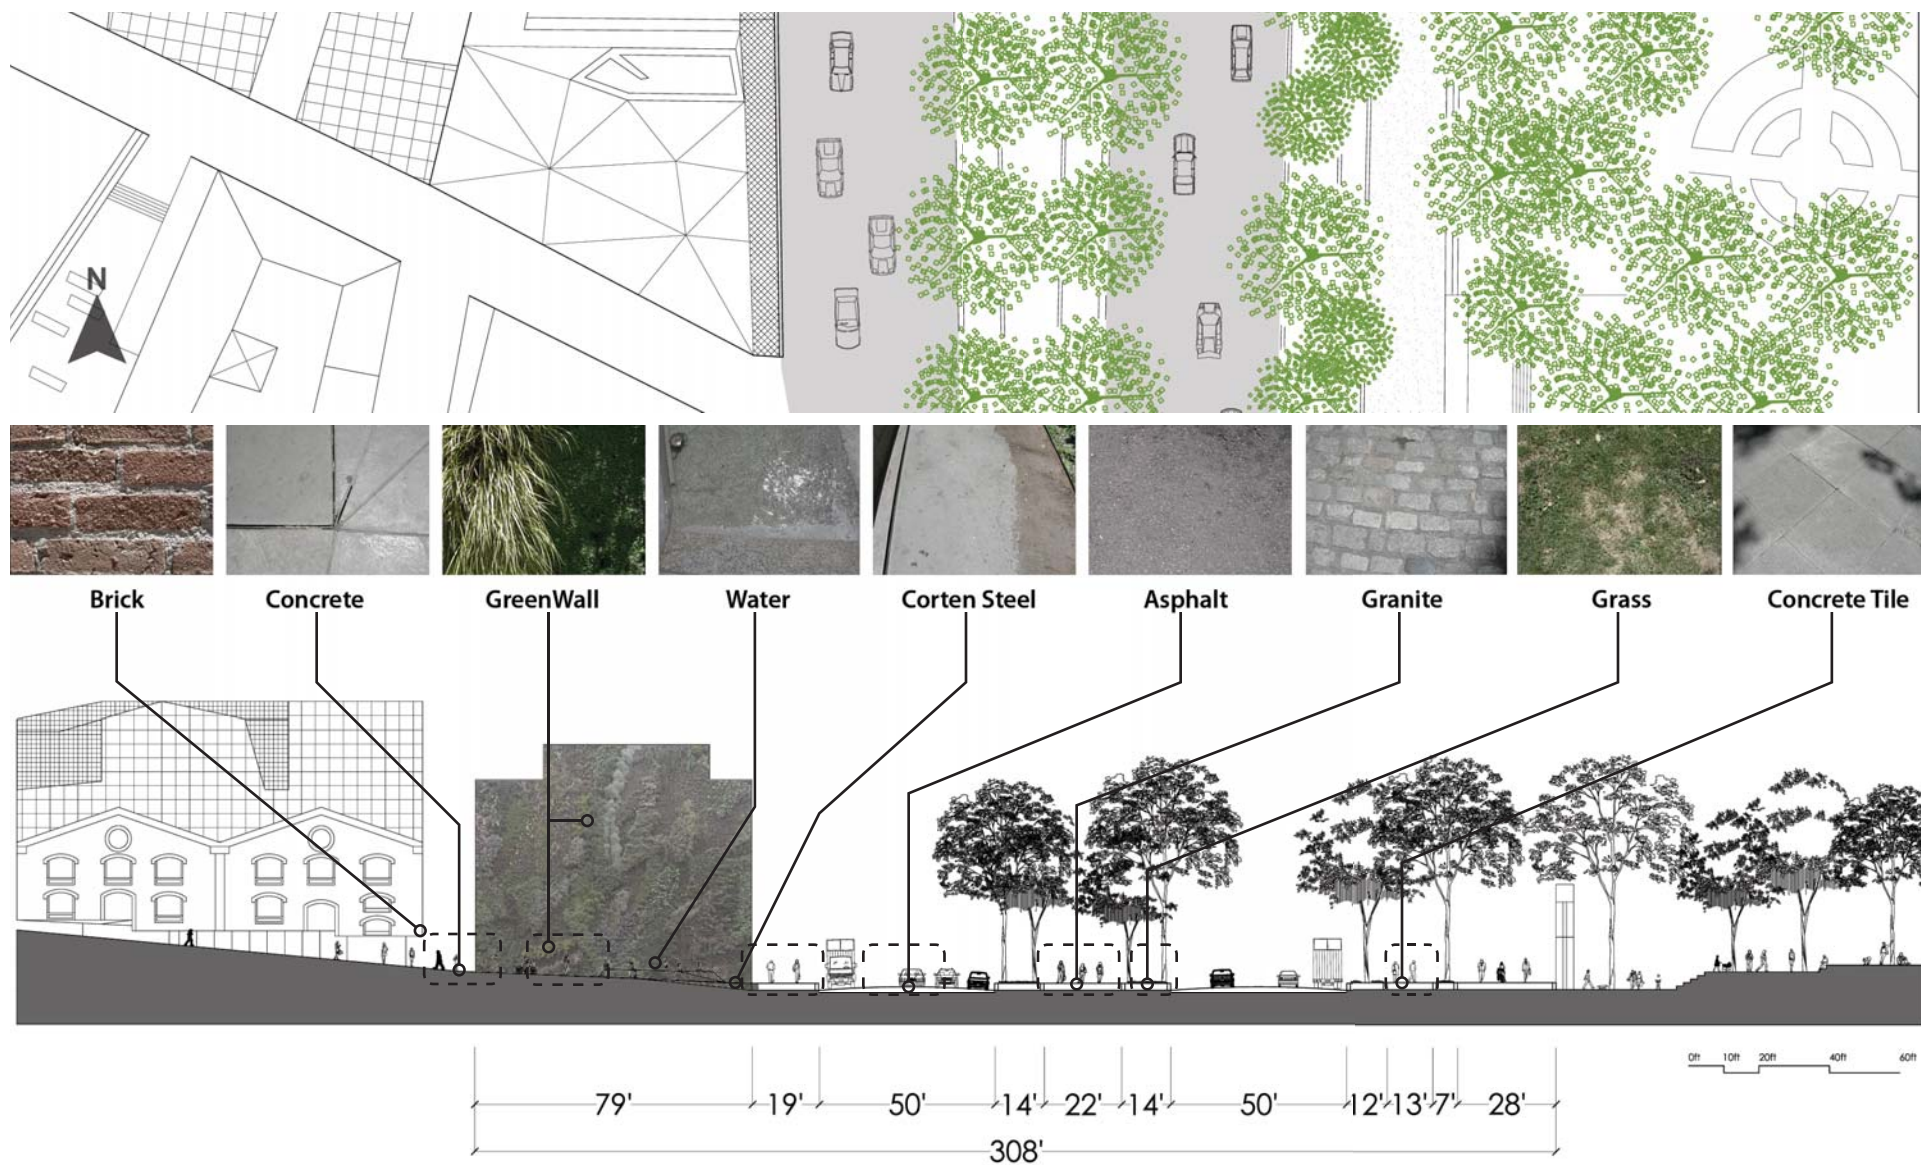 N
Brick
Concrete
GreenWall
Water
Corten Steel
Asphalt
Granite
Grass
Concrete Tile
0ft 10ft 20ft 40ft 60ft
79' 19' 50' 14' 22' 14' 50' 12' 13' 7' 28'
308'